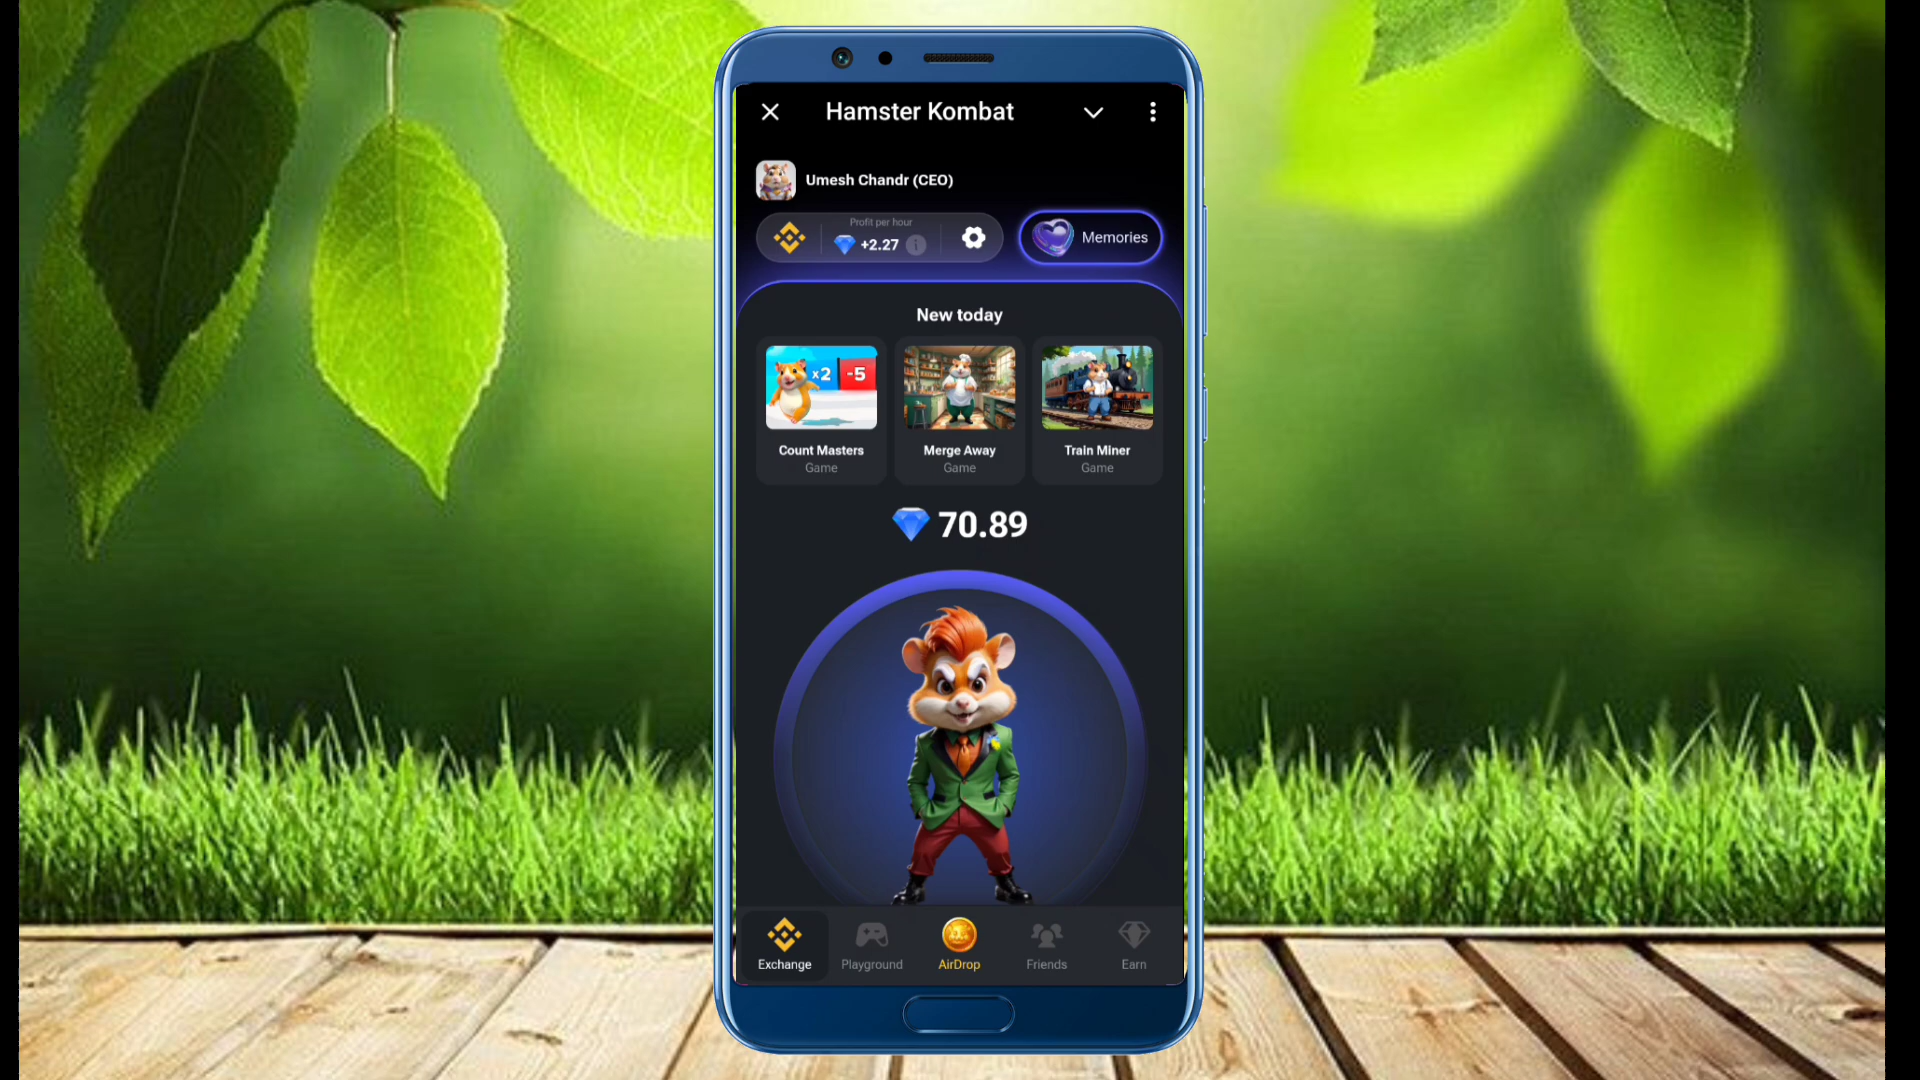 Hamster Kombat
Umesh Chandr (CEO)
Profit per hour
+2.27
Memories
New today
x2 -5
Count Masters
Game
Merge Away
Game
Train Miner
Game
70.89
Exchange
Playground
AirDrop
Friends
Earn